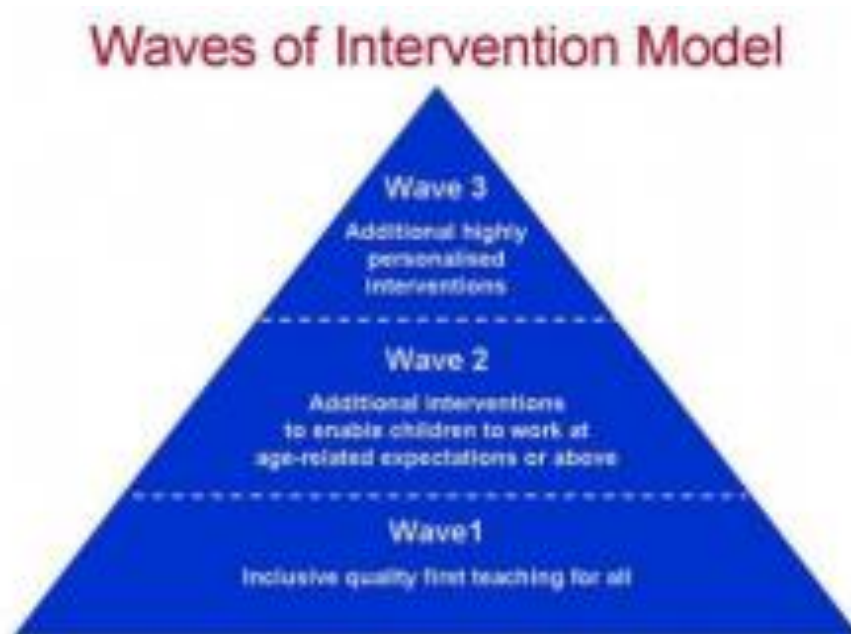 Waves of Intervention Model
Wave 3
Additional highly
personalised
interventions
Wave 2
Additional interventions
to enable children to work at
age-related expectations or above
Wave1
Inclusive quality first teaching for all